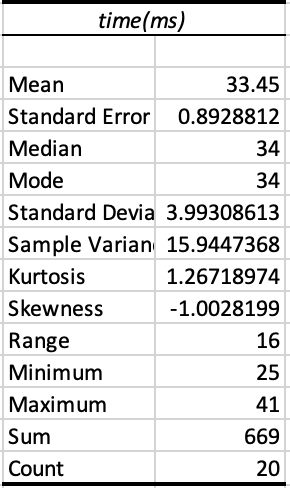 time(ms)
Mean 33.45
Standard Error 0.8928812
Median 34
Mode 34
Standard Devia 3.99308613
Sample Varian 15.9447368
Kurtosis 1.26718974
Skewness -1.0028199
Range 16
Minimum 25
Maximum 41
Sum 669
Count 20